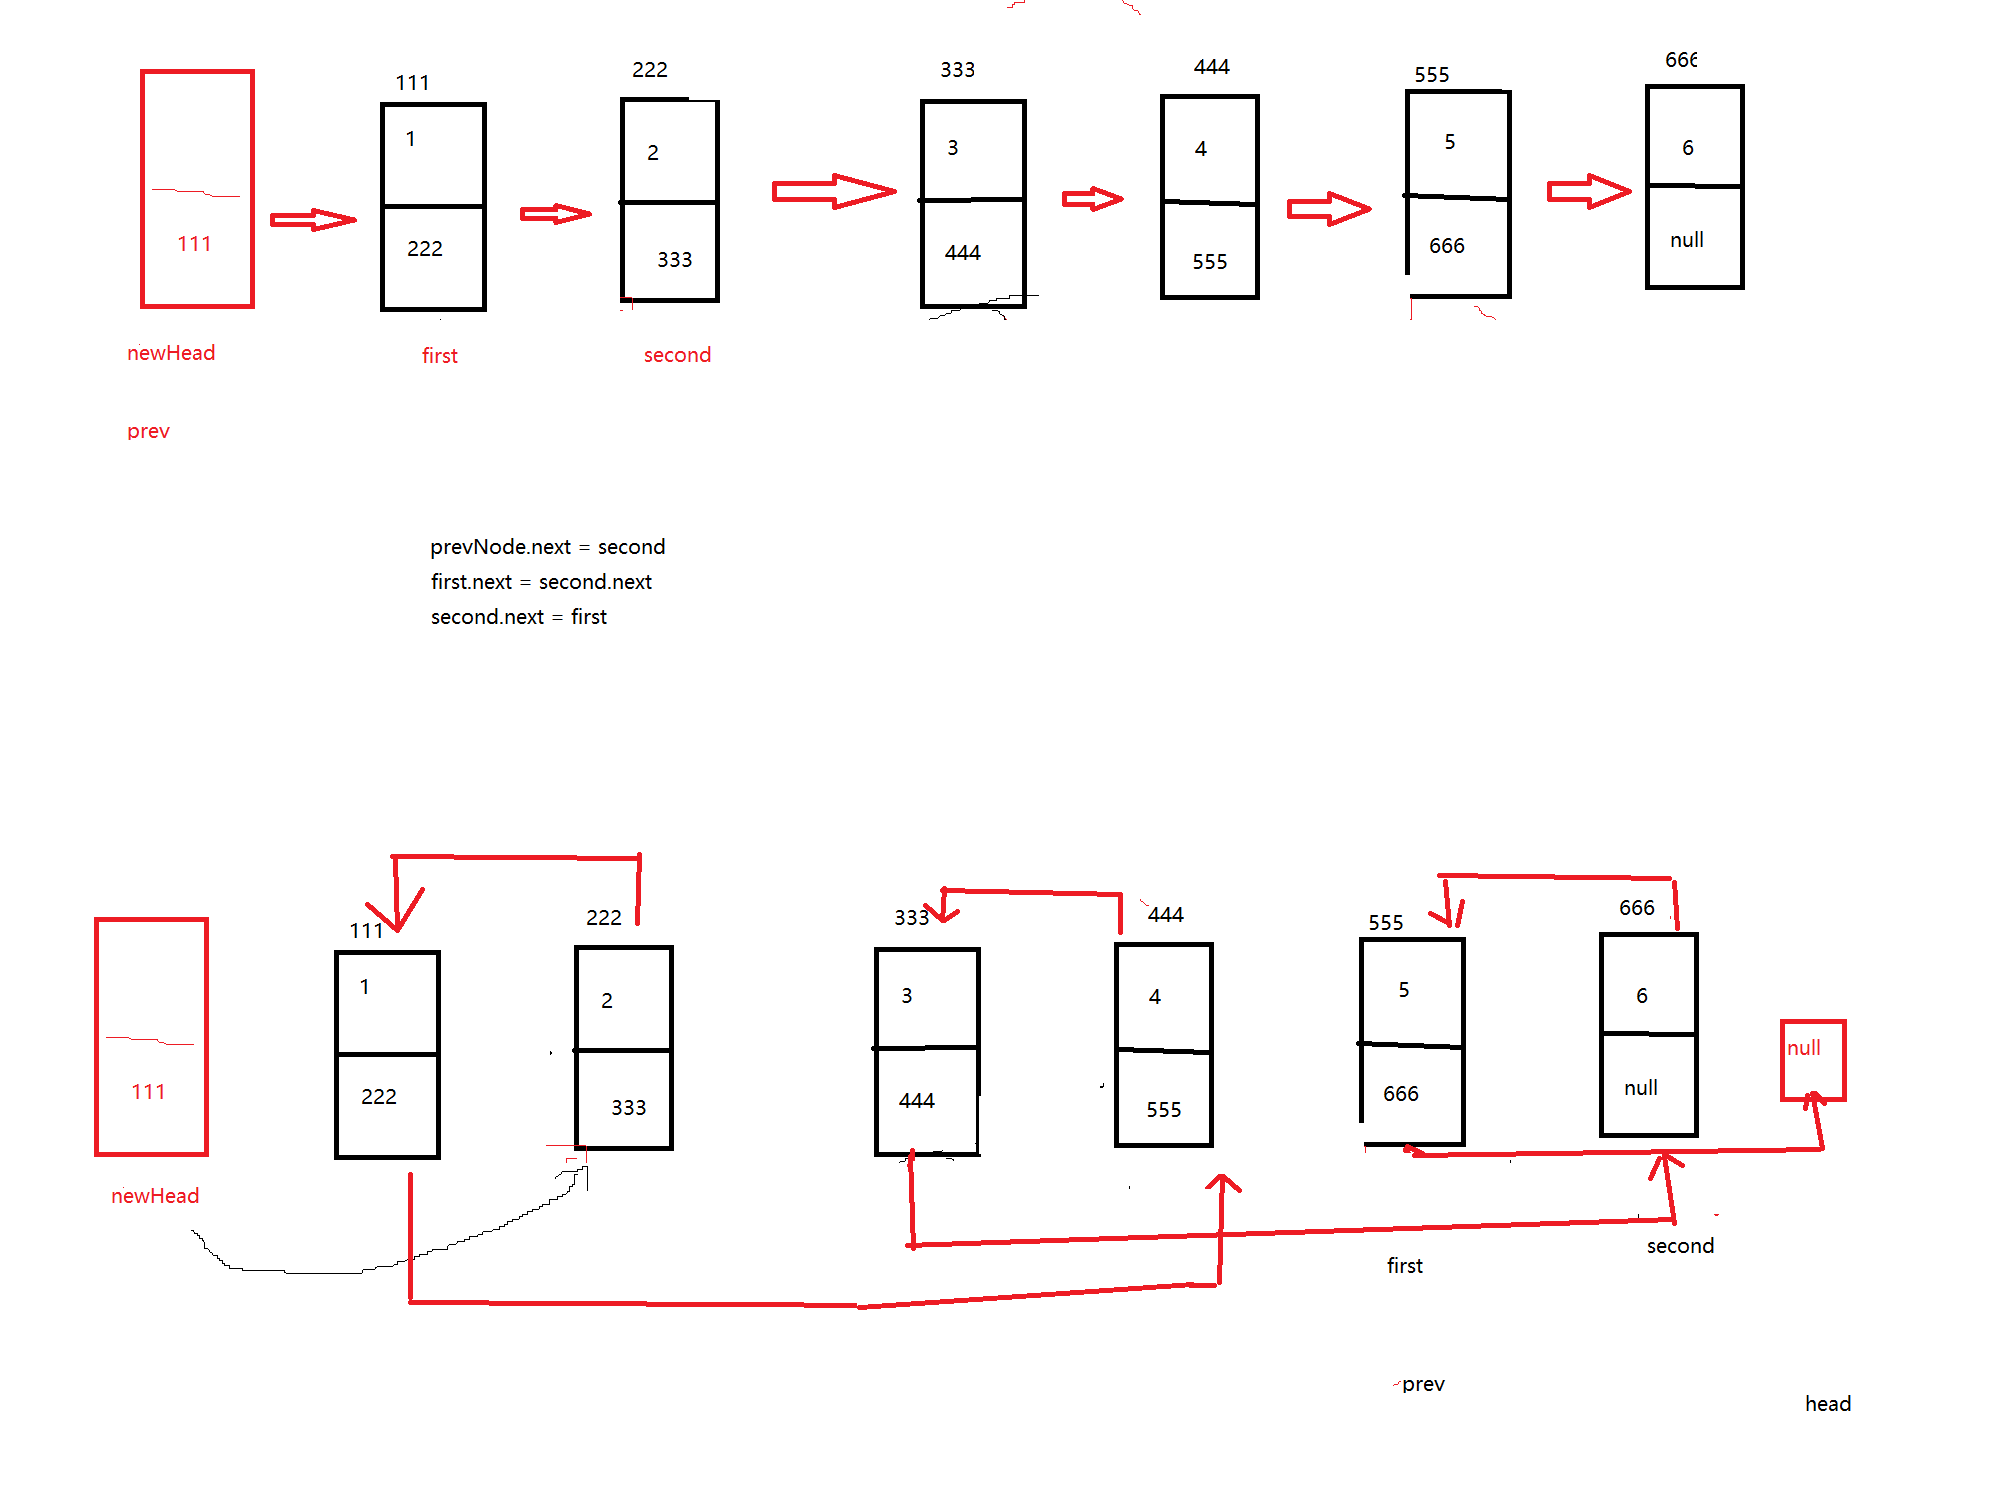 111 222 333 444 555 666
1 2 3 4 5 6
111 222 333 444 555 666 null
newHead first second
prev
prevNode.next = second
first.next = second.next
second.next = first
111 222 333 444 555 666
1 2 3 4 5 6
111 222 333 444 555 666 null null
newHead first second
prev head